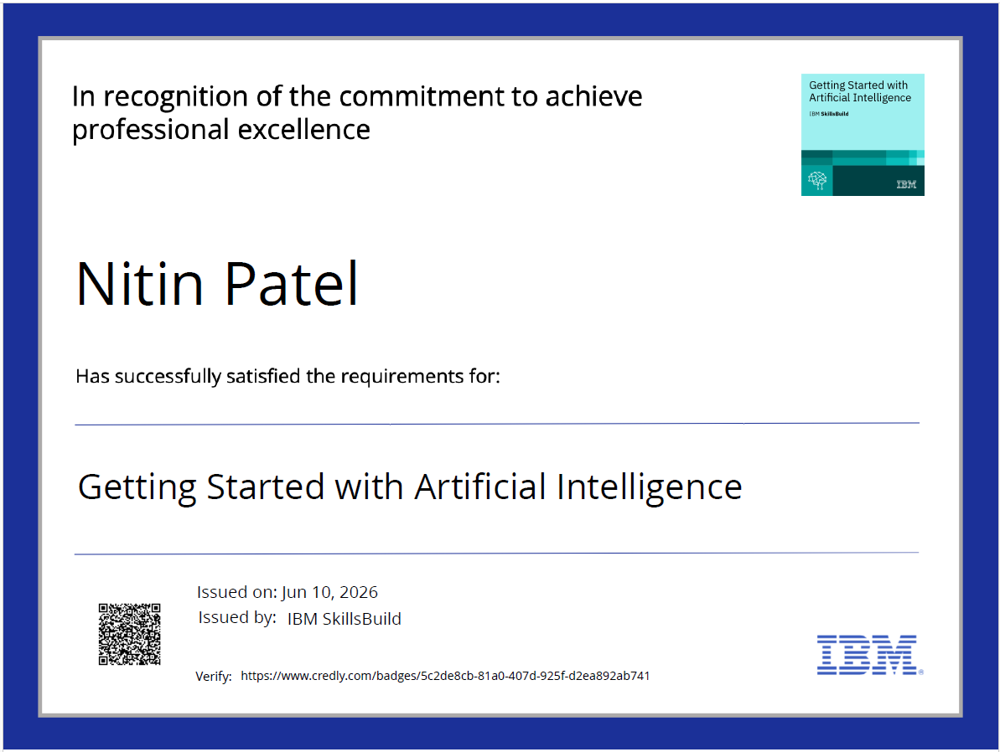 In recognition of the commitment to achieve
professional excellence
Getting Started with
Artificial Intelligence
IBM SkillsBuild
IBM
Nitin Patel
Has successfully satisfied the requirements for:
Getting Started with Artificial Intelligence
Issued on: Jun 10, 2026
Issued by: IBM SkillsBuild
Verify: https://www.credly.com/badges/5c2de8cb-81a0-407d-925f-d2ea892ab741
IBM®